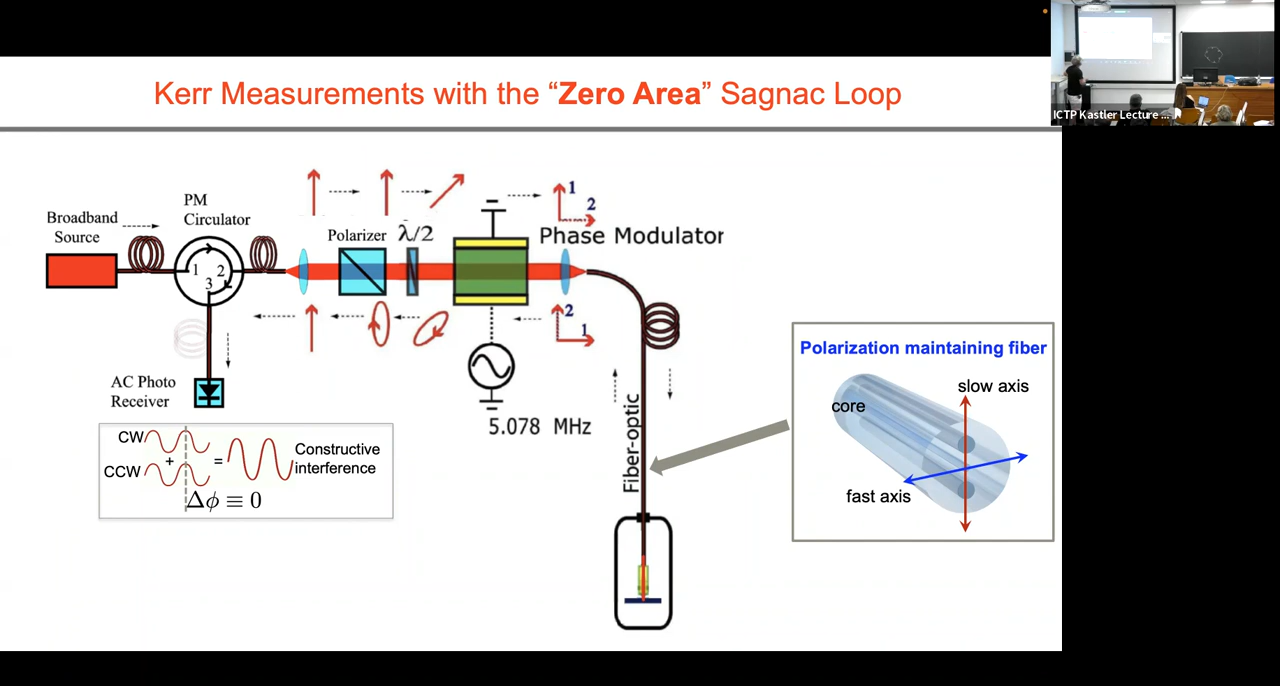 Kerr Measurements with the “Zero Area” Sagnac Loop
ICTP Kastler Lecture ...
Broadband
Source
PM
Circulator
1
2
3
Polarizer
λ/2
1
2
Phase Modulator
2
1
AC Photo
Receiver
5.078 MHz
Fiber-optic
CW
+
CCW
=
Constructive
interference
Δϕ ≡ 0
Polarization maintaining fiber
slow axis
core
fast axis